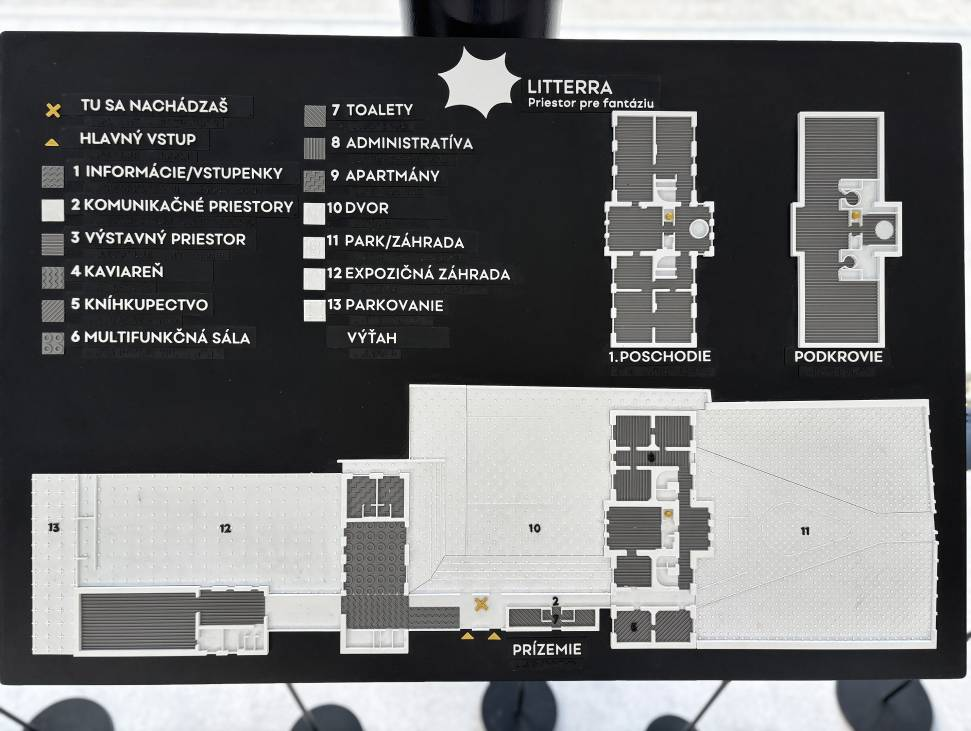 LITTERRA
Priestor pre fantáziu
TU SA NACHÁDZAŠ
HLAVNÝ VSTUP
1 INFORMÁCIE/VSTUPENKY
2 KOMUNIKAČNÉ PRIESTORY
3 VÝSTAVNÝ PRIESTOR
4 KAVIAREŇ
5 KNÍHKUPECTVO
6 MULTIFUNKČNÁ SÁLA
7 TOALETY
8 ADMINISTRATÍVA
9 APARTMÁNY
10 DVOR
11 PARK/ZÁHRADA
12 EXPOZIČNÁ ZÁHRADA
13 PARKOVANIE
VÝŤAH
1.POSCHODIE
PODKROVIE
13
12
10
11
2
7
PRÍZEMIE